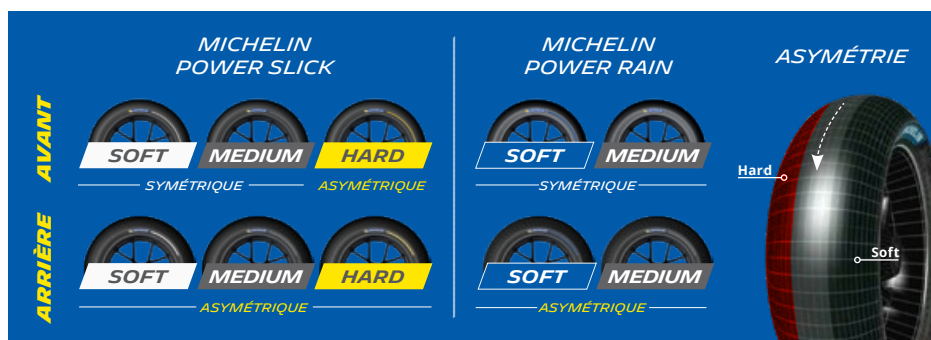 MICHELIN
POWER SLICK
MICHELIN
POWER RAIN
ASYMÉTRIE
AVANT
SOFT
MEDIUM
HARD
SOFT
MEDIUM
SYMÉTRIQUE
ASYMÉTRIQUE
SYMÉTRIQUE
Hard
Soft
ARRIÈRE
SOFT
MEDIUM
HARD
SOFT
MEDIUM
ASYMÉTRIQUE
ASYMÉTRIQUE